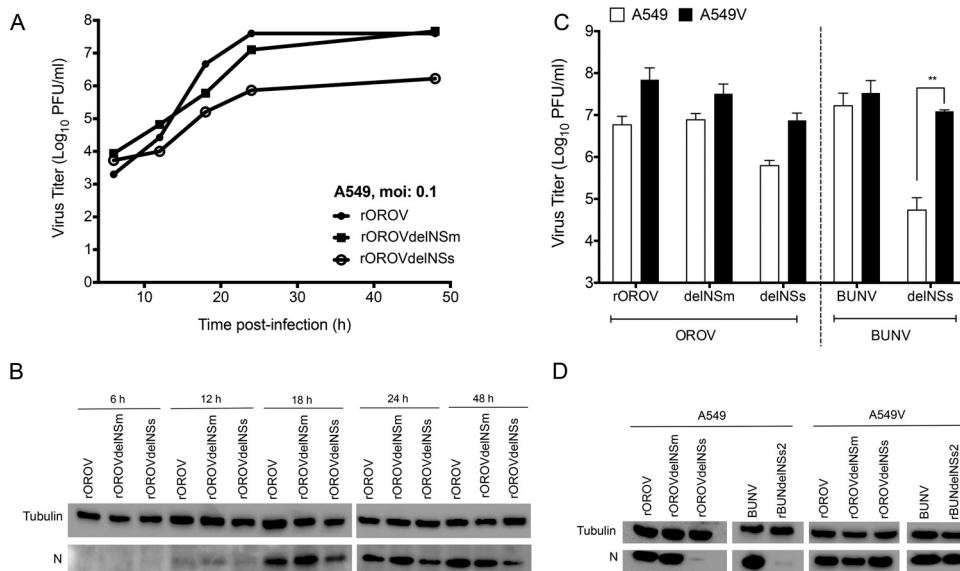 A
Virus Titer (Log10 PFU/ml)
8
7
6
5
4
3
2
1
0
10
20
30
40
50
Time post-infection (h)
A549, moi: 0.1
rOROV
rOROVdelNSm
rOROVdelNSs
C
A549
A549V
Virus Titer (Log10 PFU/ml)
9
7
6
5
4
3
**
rOROV
delNSm
delNSs
BUNV
delNSs
OROV
BUNV
B
6 h
12 h
18 h
24 h
48 h
rOROV
rOROVdelNSm
rOROVdelNSs
rOROV
rOROVdelNSm
rOROVdelNSs
rOROV
rOROVdelNSm
rOROVdelNSs
rOROV
rOROVdelNSm
rOROVdelNSs
rOROV
rOROVdelNSm
rOROVdelNSs
Tubulin
N
D
A549
A549V
rOROV
rOROVdelNSm
rOROVdelNSs
BUNV
rBUNdelNSs2
rOROV
rOROVdelNSm
rOROVdelNSs
BUNV
rBUNdelNSs2
Tubulin
N